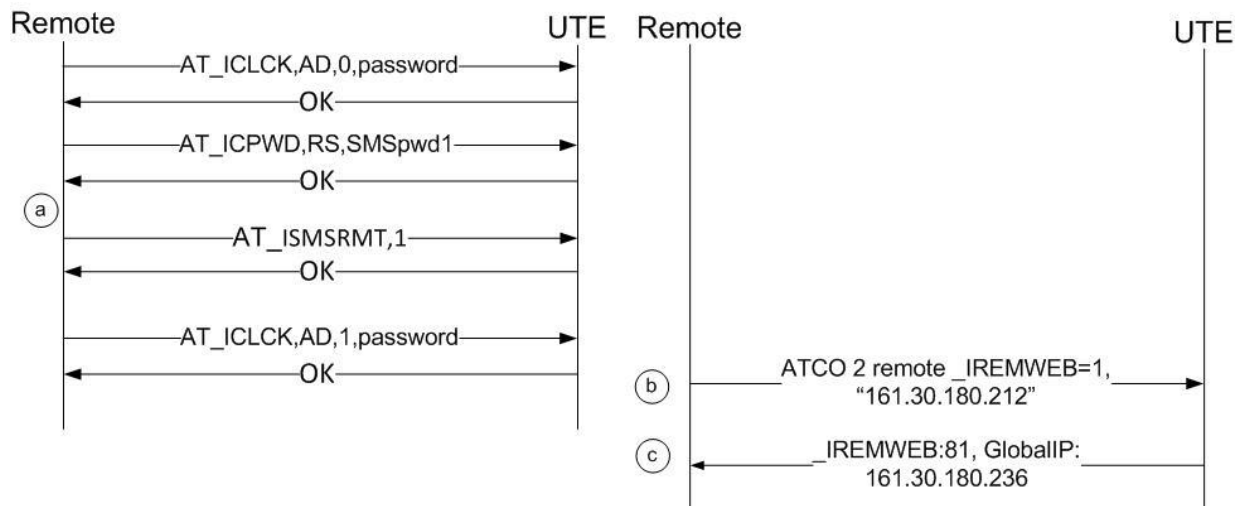 Remote
UTE
AT_ICLCK,AD,0,password
OK
AT_ICPWD,RS,SMSpwd1
OK
a
AT_ISMSRMT,1
OK
AT_ICLCK,AD,1,password
OK
Remote
UTE
b
ATCO 2 remote _IREMWEB=1,
“161.30.180.212”
c
_IREMWEB:81, GlobalIP:
161.30.180.236